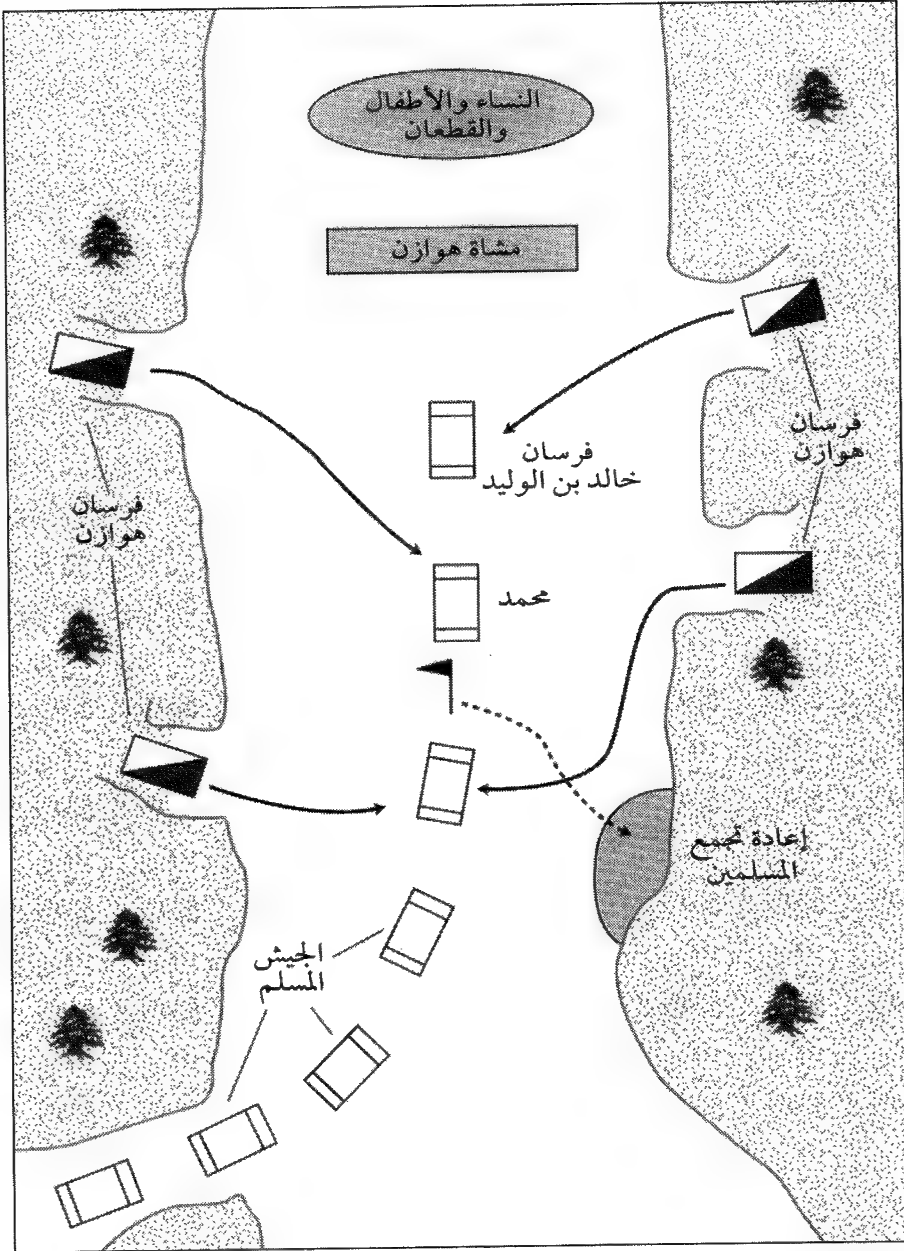 النساء والأطفال
والقطعان
مشاة هوازن
فرسان
هوازن
فرسان
خالد بن الوليد
فرسان
هوازن
محمد
إعادة تجمع
المسلمين
الجيش
المسلم